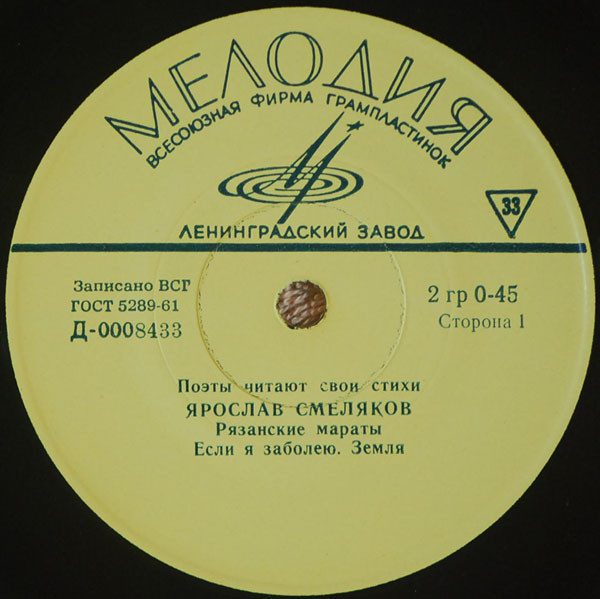 МЕЛОДИЯ
ВСЕСОЮЗНАЯ ФИРМА ГРАМПЛАСТИНОК
33
ЛЕНИНГРАДСКИЙ ЗАВОД
Записано ВСГ
ГОСТ 5289-61
Д-0008433
2 гр 0-45
Сторона 1
Поэты читают свои стихи
ЯРОСЛАВ СМЕЛЯКОВ
Рязанские мараты
Если я заболею. Земля